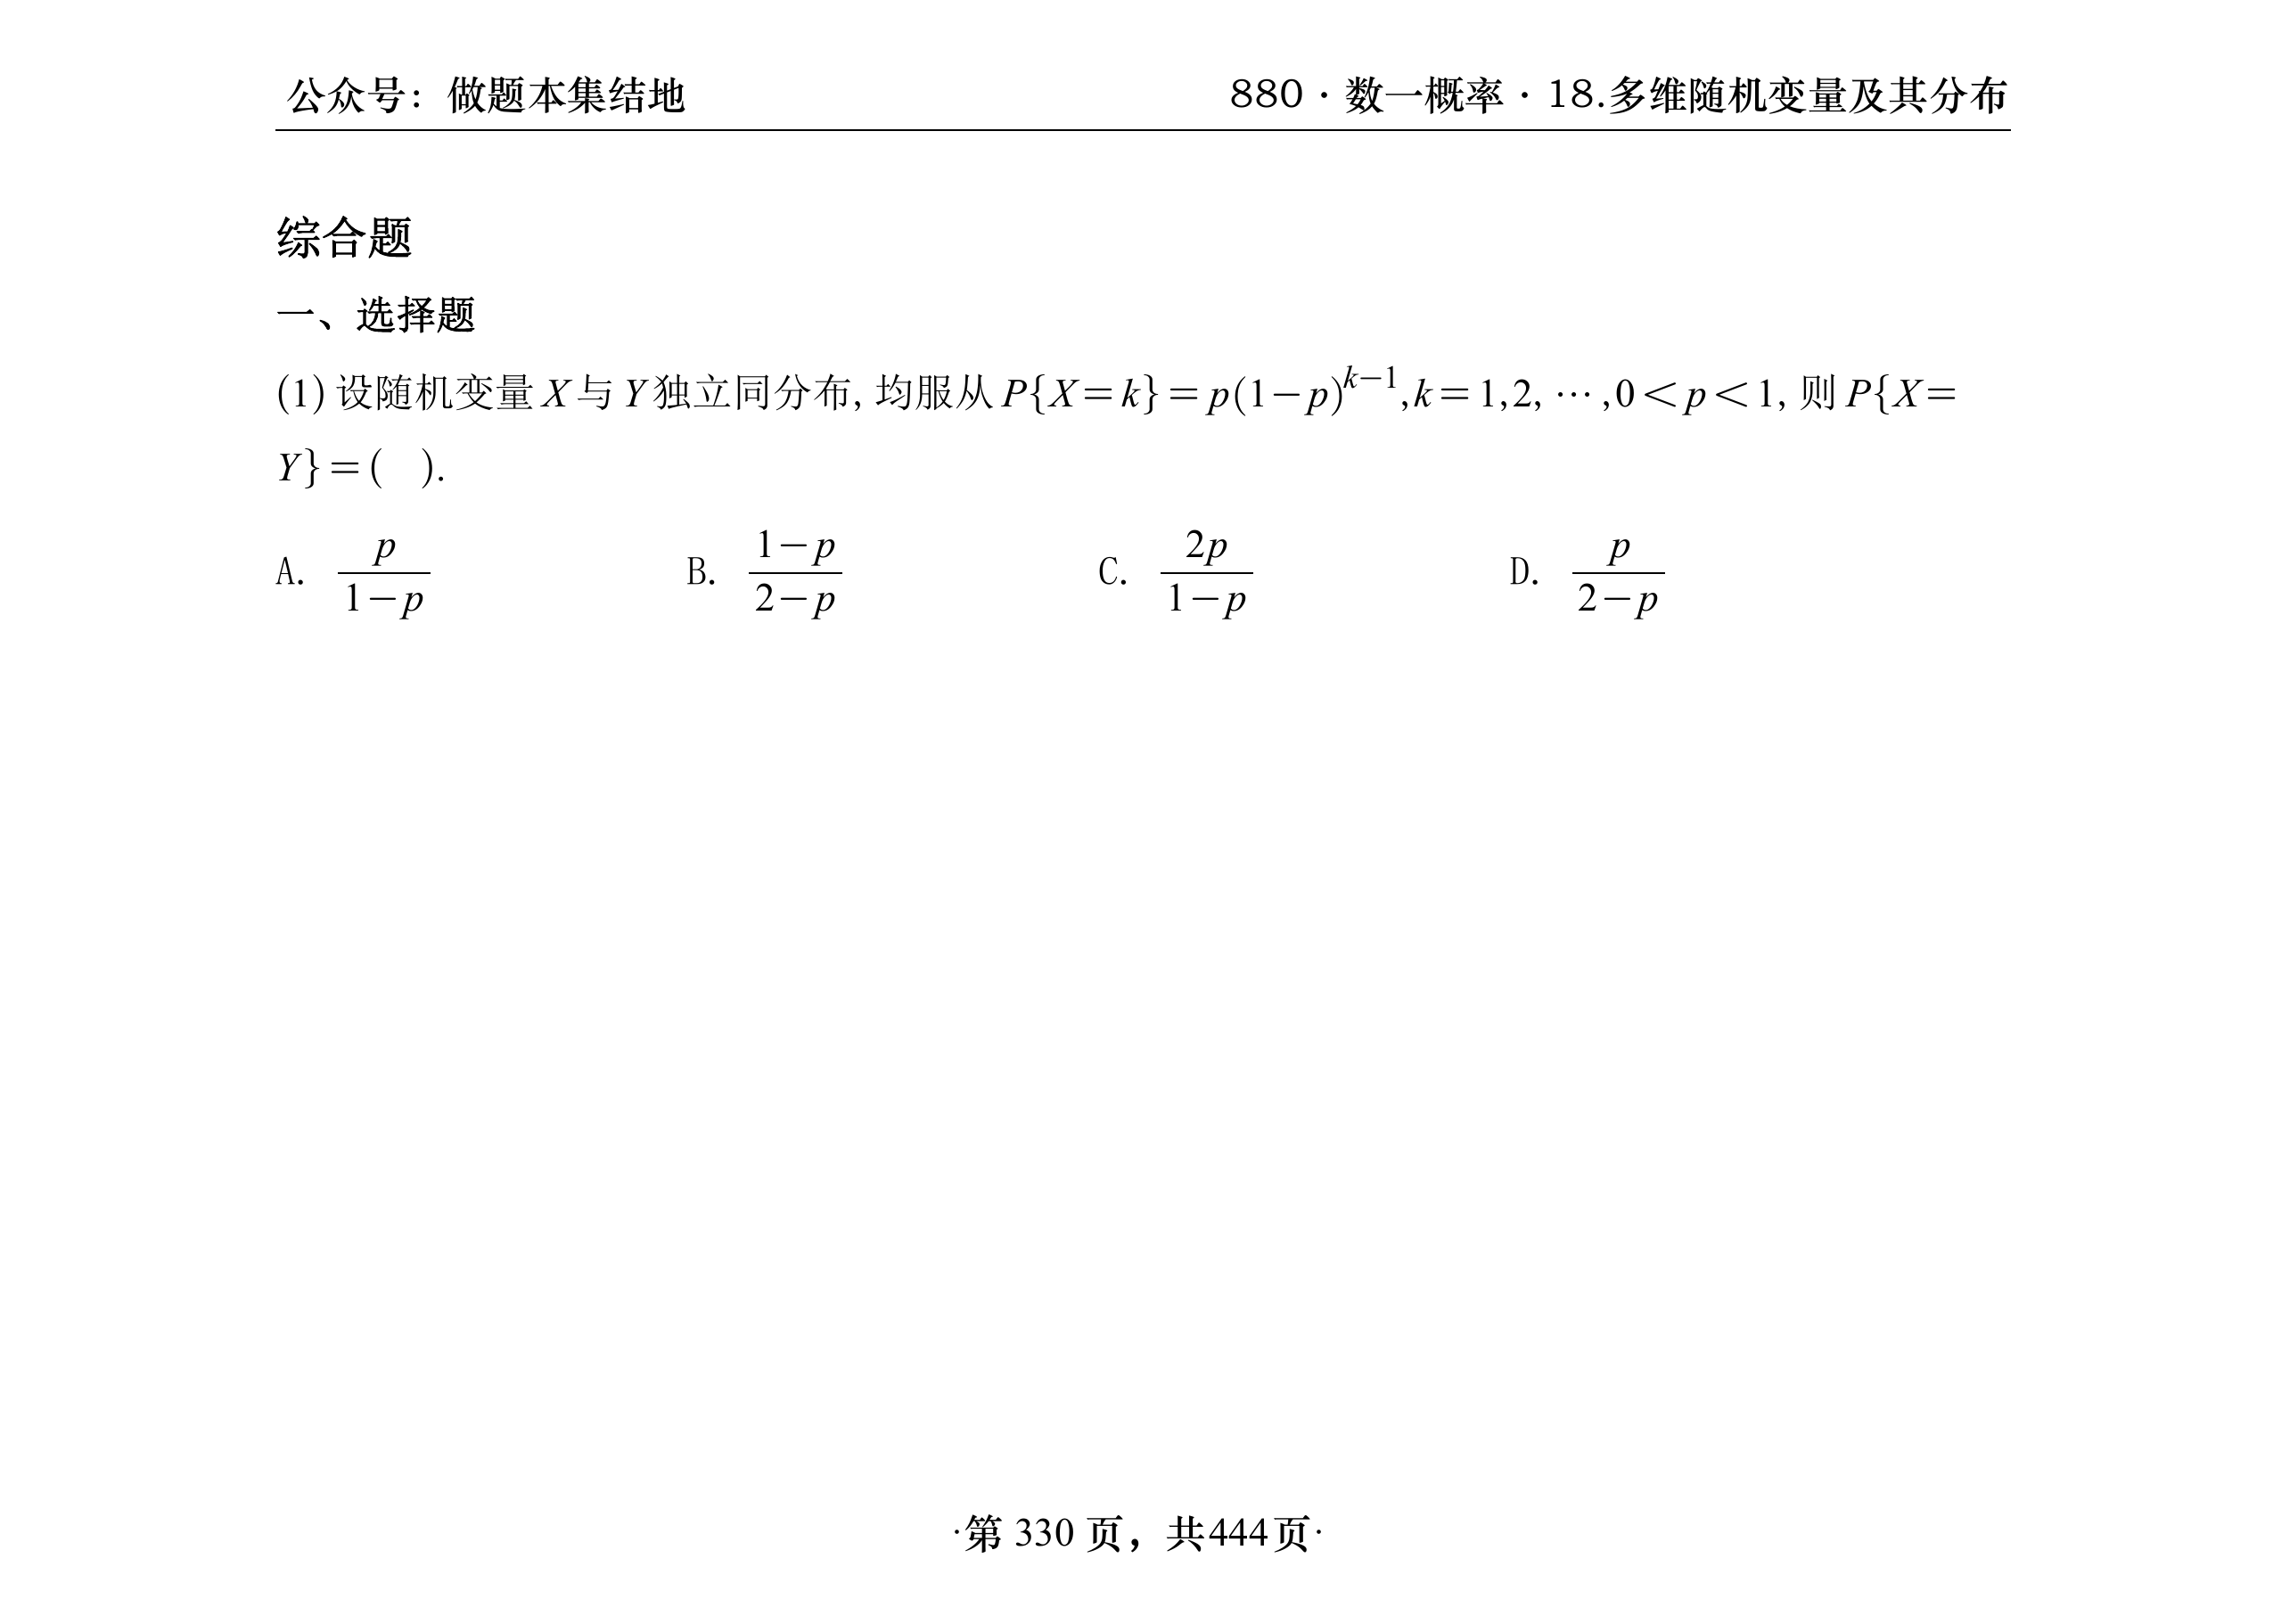 公众号：做题本集结地 880·数一概率·18.多维随机变量及其分布
综合题
一、选择题
(1) 设随机变量 X 与 Y 独立同分布, 均服从 P{X=k}=p(1-p)^{k-1},k=1,2,⋯,0<p<1, 则 P{X=
Y}=( ).
A. \frac{p}{1-p} B. \frac{1-p}{2-p} C. \frac{2p}{1-p} D. \frac{p}{2-p}
·第 330 页，共444页·